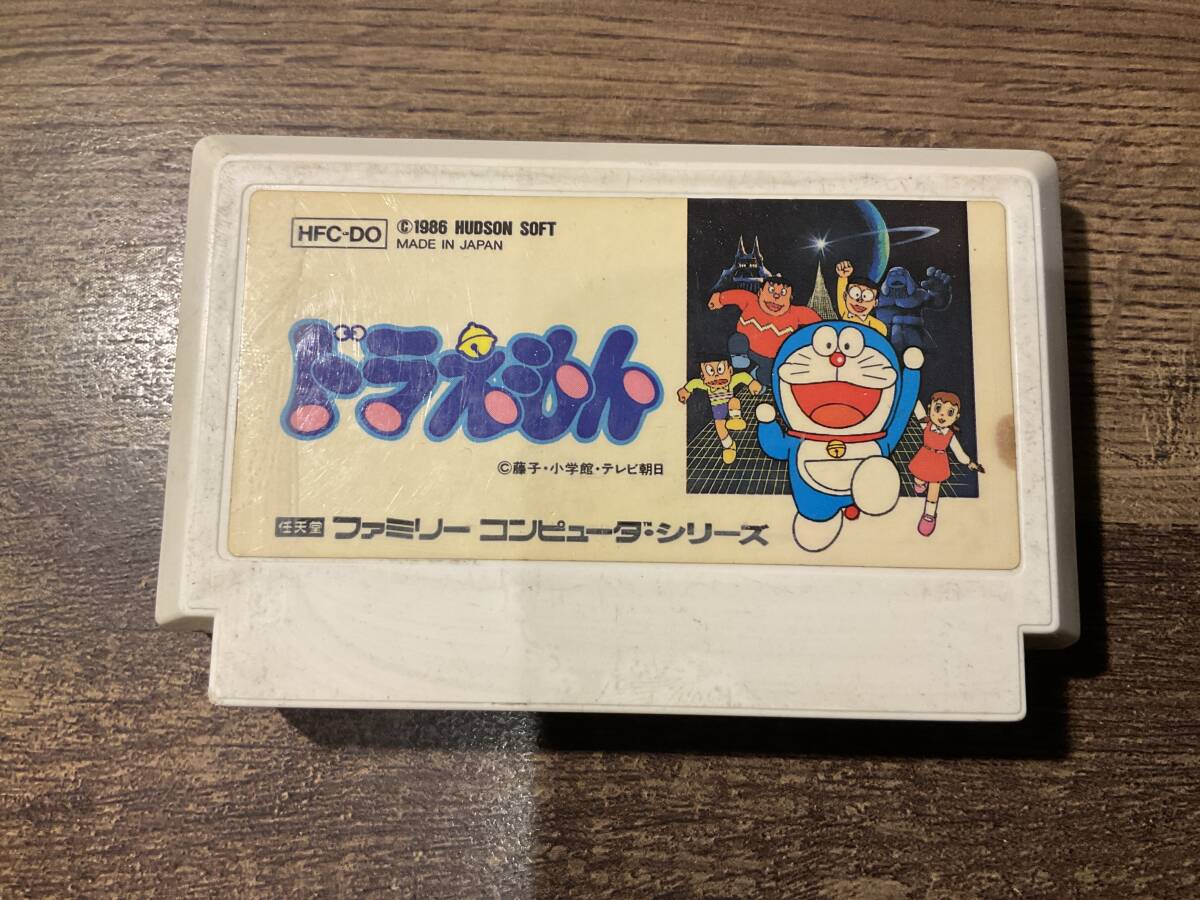 HFC-DO ©1986 HUDSON SOFT
MADE IN JAPAN
ドラえもん
©藤子・小学館・テレビ朝日
任天堂 ファミリー コンピュータ・シリーズ